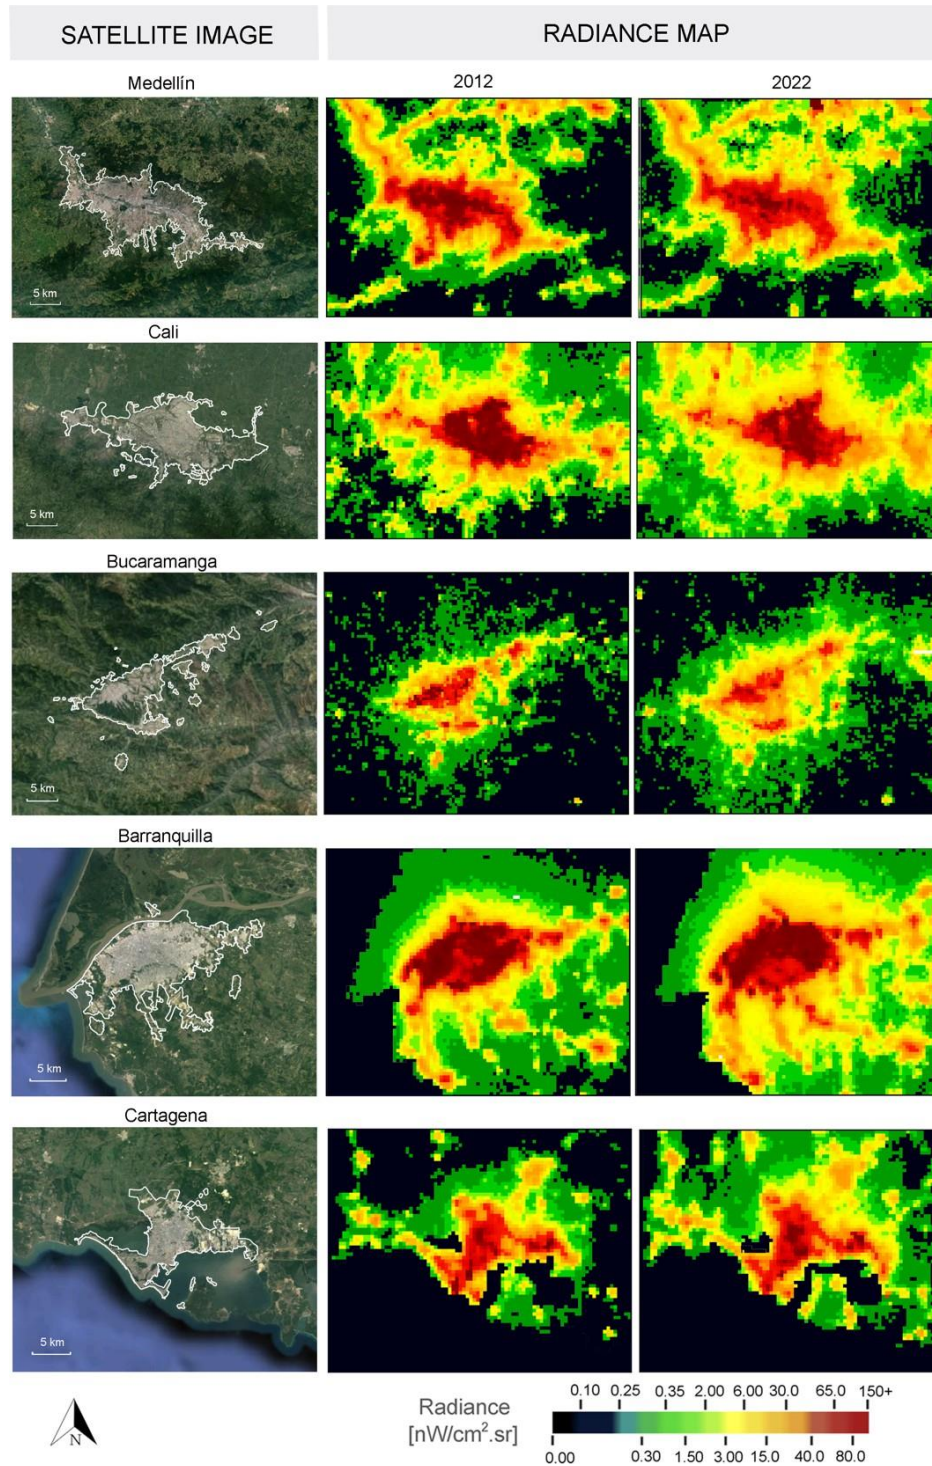 SATELLITE IMAGE
RADIANCE MAP
Medellín
2012
2022
5 km
Cali
5 km
Bucaramanga
5 km
Barranquilla
5 km
Cartagena
5 km
N
Radiance
[nW/cm².sr]
0.10 0.25 0.35 2.00 6.00 30.0 65.0 150+
0.00 0.30 1.50 3.00 15.0 40.0 80.0